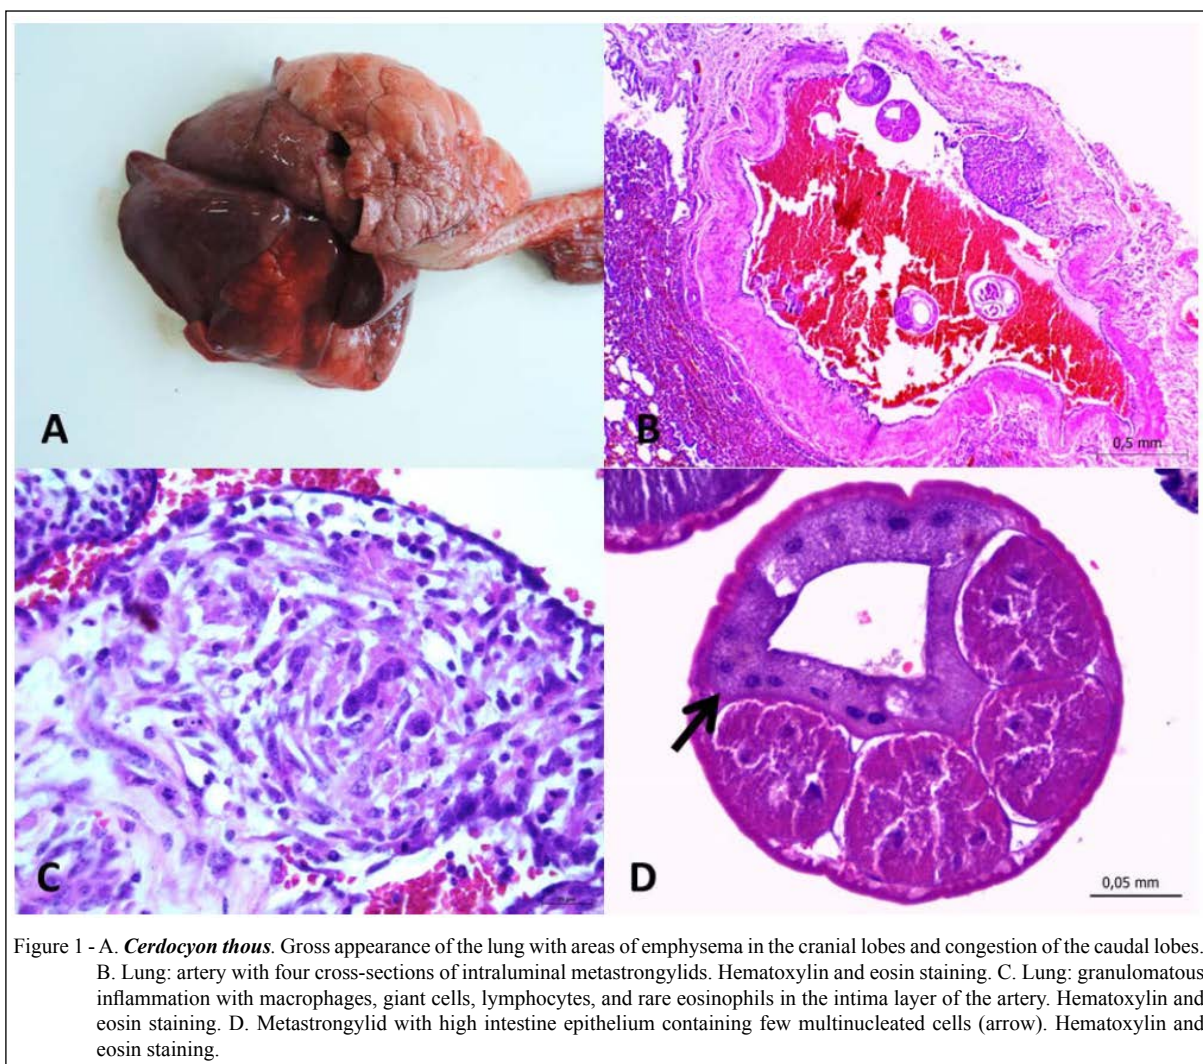 A
B
0,5 mm
C
D
0,05 mm
Figure 1 - A. Cerdocyon thous. Gross appearance of the lung with areas of emphysema in the cranial lobes and congestion of the caudal lobes.
B. Lung: artery with four cross-sections of intraluminal metastrongylids. Hematoxylin and eosin staining. C. Lung: granulomatous
inflammation with macrophages, giant cells, lymphocytes, and rare eosinophils in the intima layer of the artery. Hematoxylin and
eosin staining. D. Metastrongylid with high intestine epithelium containing few multinucleated cells (arrow). Hematoxylin and
eosin staining.